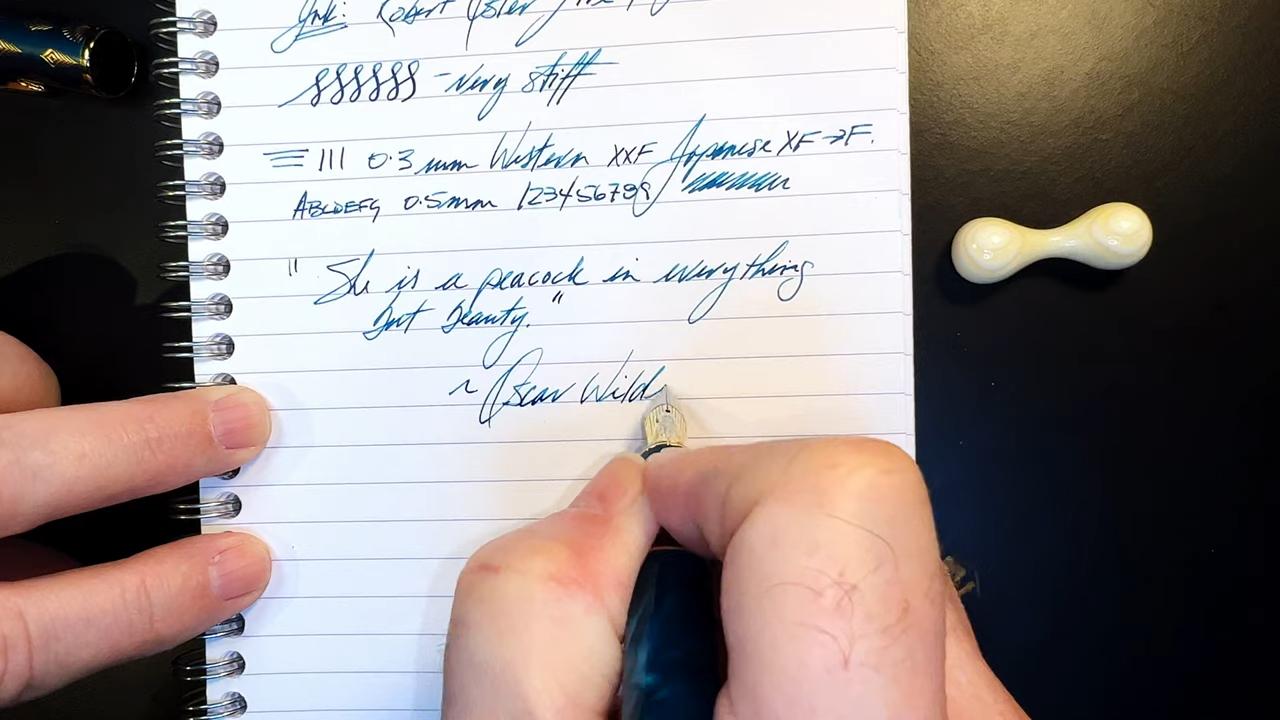 Ink: Robert Oster
~ very stiff
0.3 mm Western XXF Japanese XF → F.
ABCDEFG 0.5mm 123456789
" She is a peacock in everything
but beauty."
~ Oscar Wild